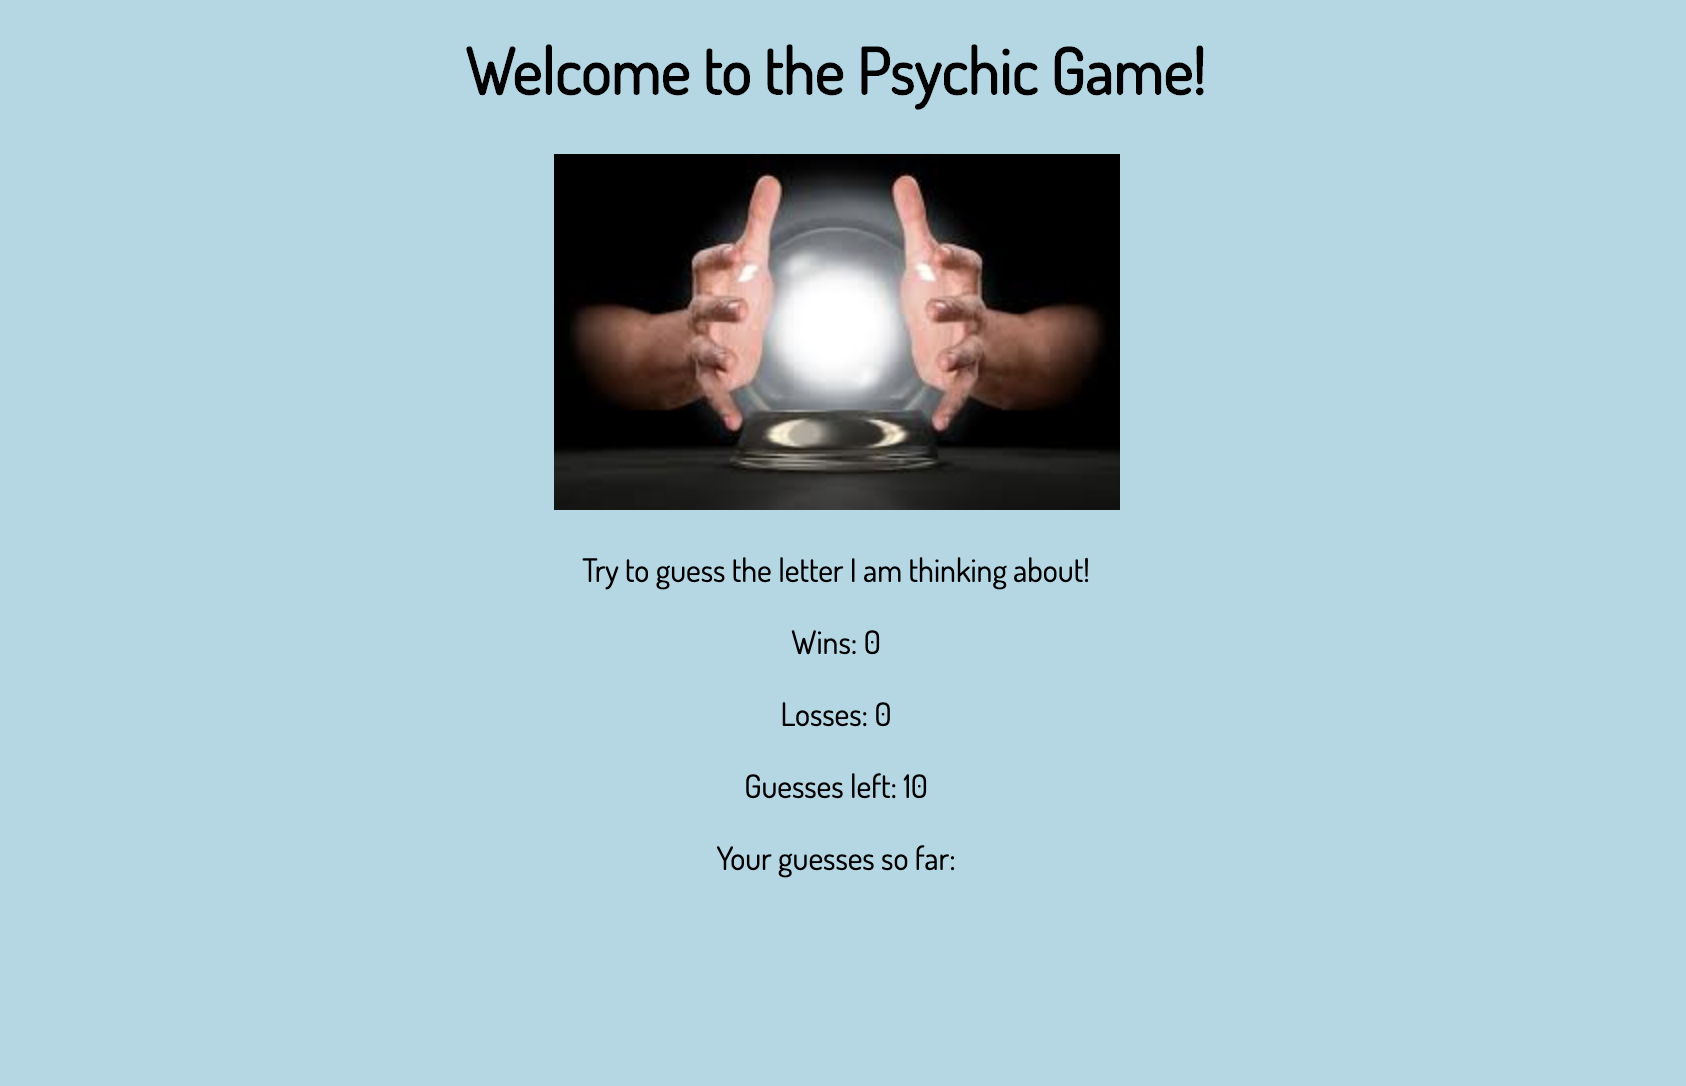 Welcome to the Psychic Game!
Try to guess the letter I am thinking about!
Wins: 0
Losses: 0
Guesses left: 10
Your guesses so far: